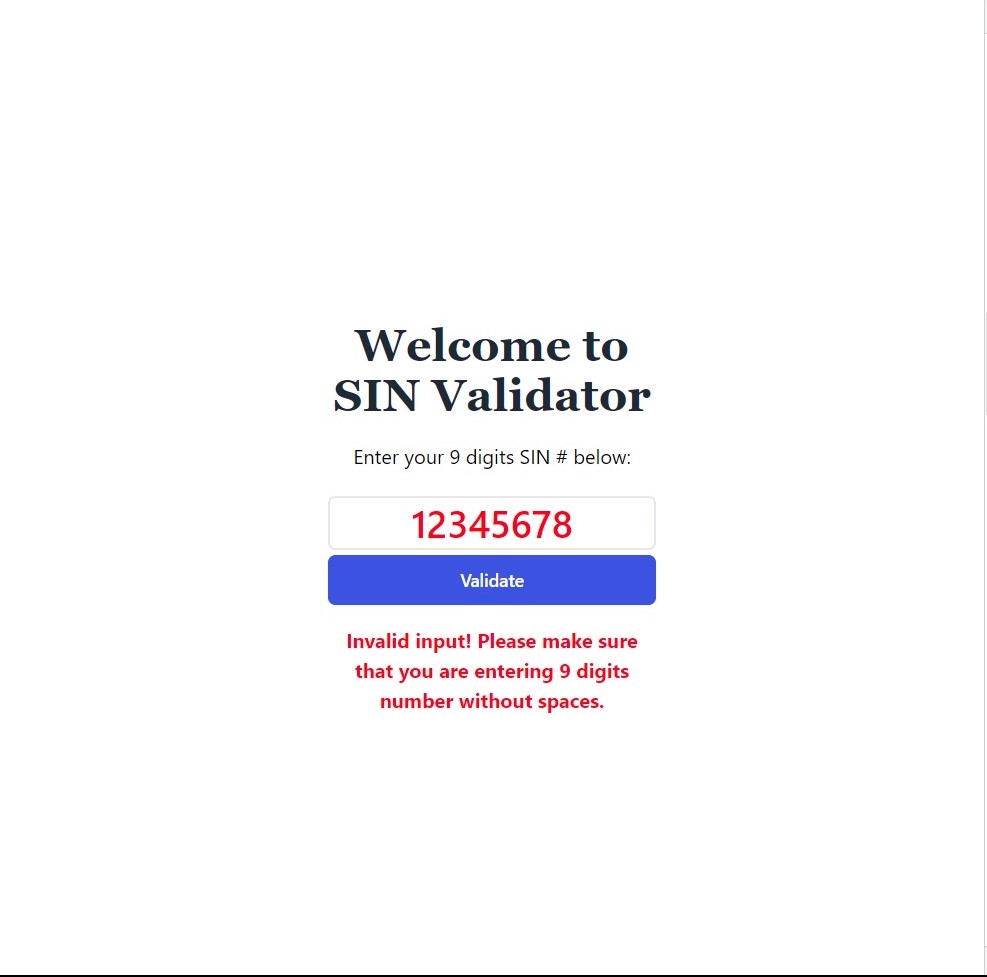 Welcome to
SIN Validator
Enter your 9 digits SIN # below:
12345678
Validate
Invalid input! Please make sure
that you are entering 9 digits
number without spaces.